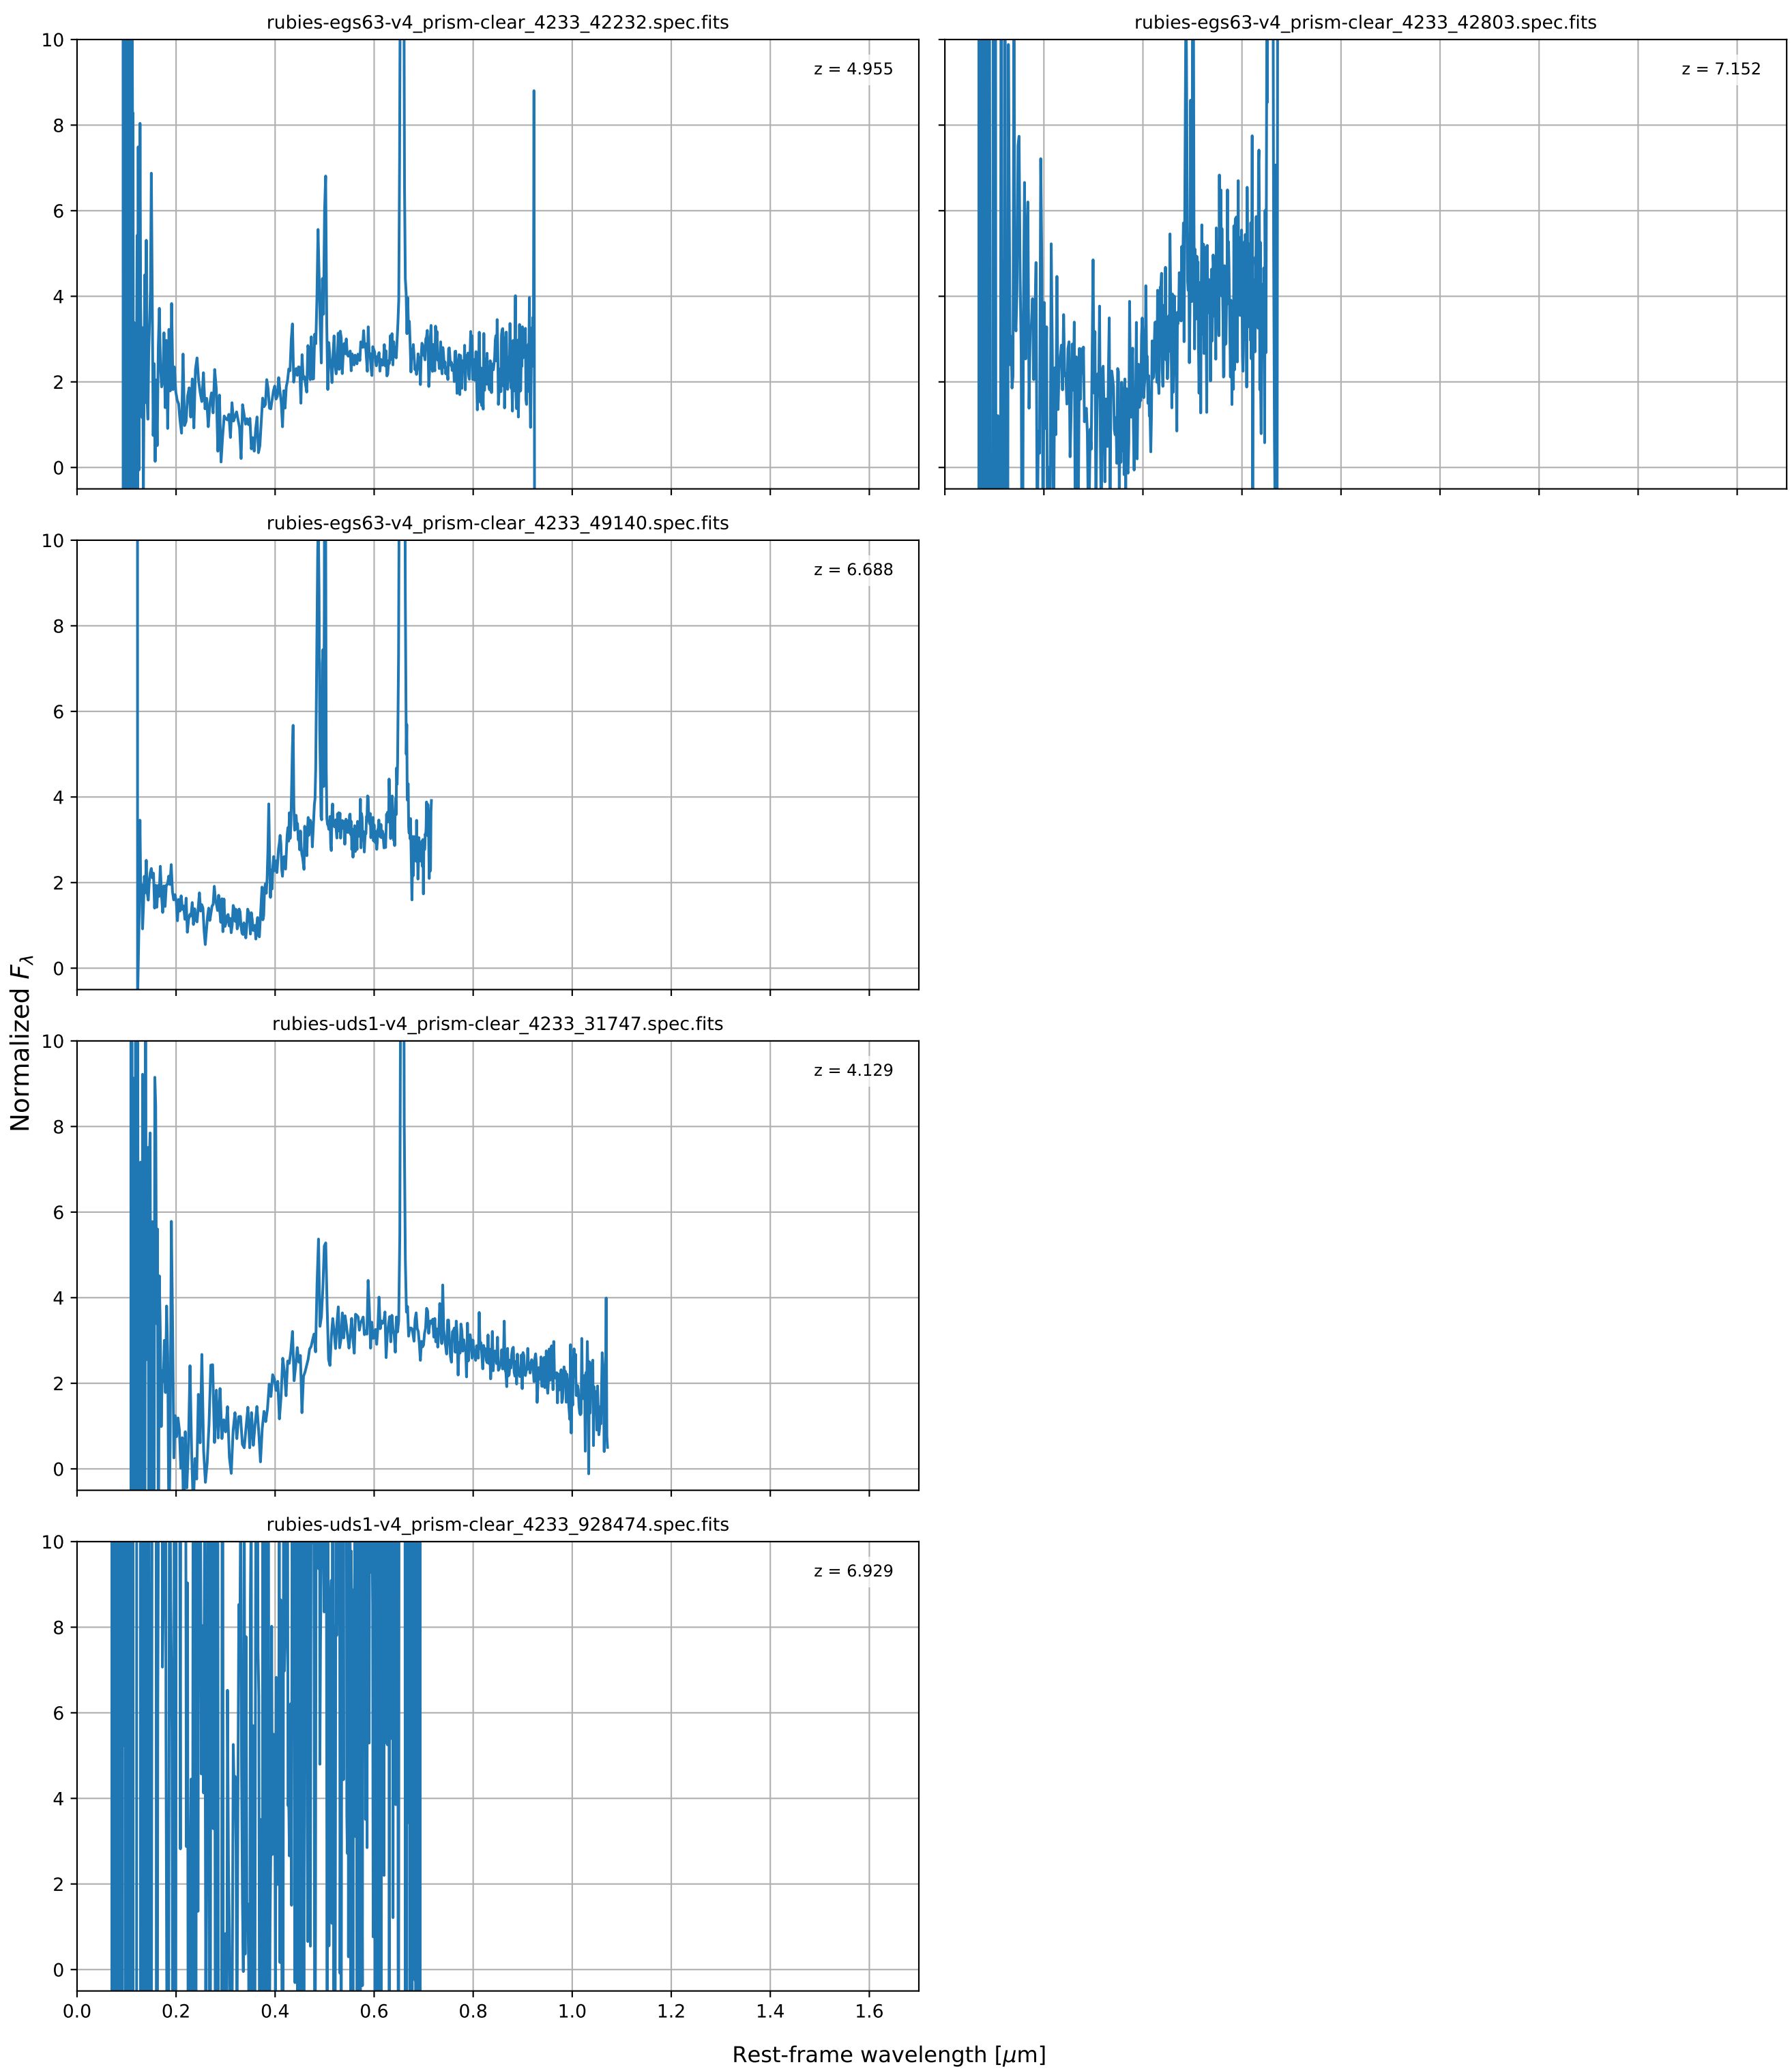 rubies-egs63-v4_prism-clear_4233_42232.spec.fits
rubies-egs63-v4_prism-clear_4233_42803.spec.fits
10
8
6
4
2
0
z = 4.955
z = 7.152
rubies-egs63-v4_prism-clear_4233_49140.spec.fits
10
8
6
4
2
0
z = 6.688
Normalized Fλ
rubies-uds1-v4_prism-clear_4233_31747.spec.fits
10
8
6
4
2
0
z = 4.129
rubies-uds1-v4_prism-clear_4233_928474.spec.fits
10
8
6
4
2
0
z = 6.929
0.0 0.2 0.4 0.6 0.8 1.0 1.2 1.4 1.6
Rest-frame wavelength [μm]